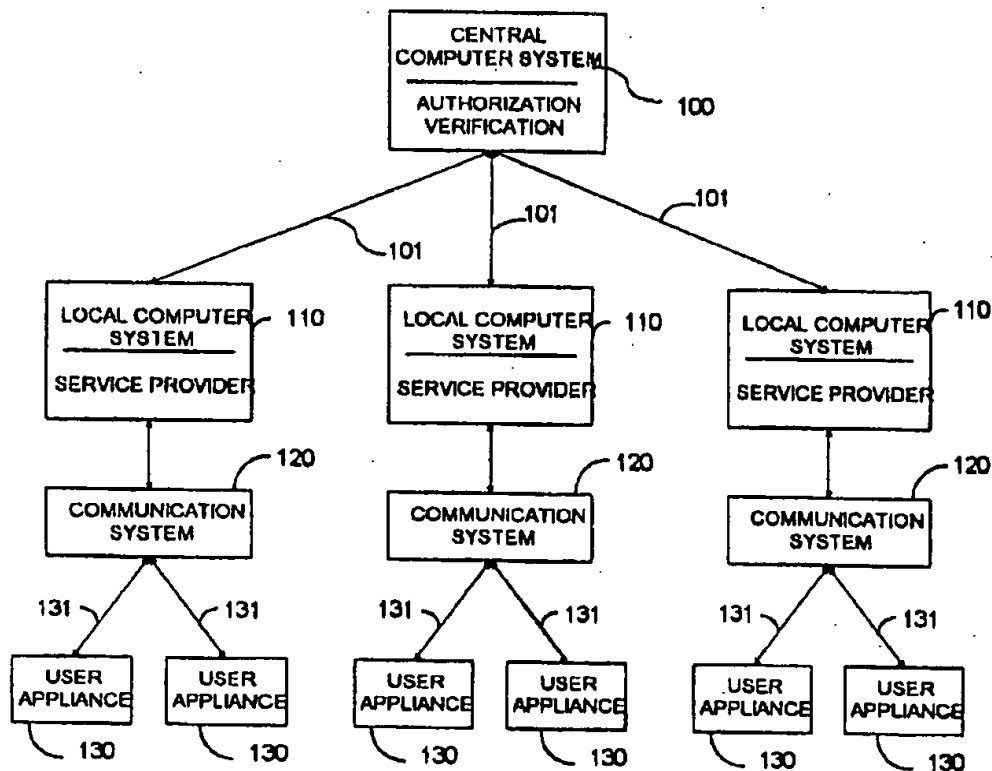 CENTRAL
COMPUTER SYSTEM
AUTHORIZATION
VERIFICATION
100
101
101
101
LOCAL COMPUTER
SYSTEM
SERVICE PROVIDER
110
LOCAL COMPUTER
SYSTEM
SERVICE PROVIDER
110
LOCAL COMPUTER
SYSTEM
SERVICE PROVIDER
110
COMMUNICATION
SYSTEM
120
COMMUNICATION
SYSTEM
120
COMMUNICATION
SYSTEM
120
131
131
131
131
131
131
USER
APPLIANCE
USER
APPLIANCE
USER
APPLIANCE
USER
APPLIANCE
USER
APPLIANCE
USER
APPLIANCE
130
130
130
130
130
130